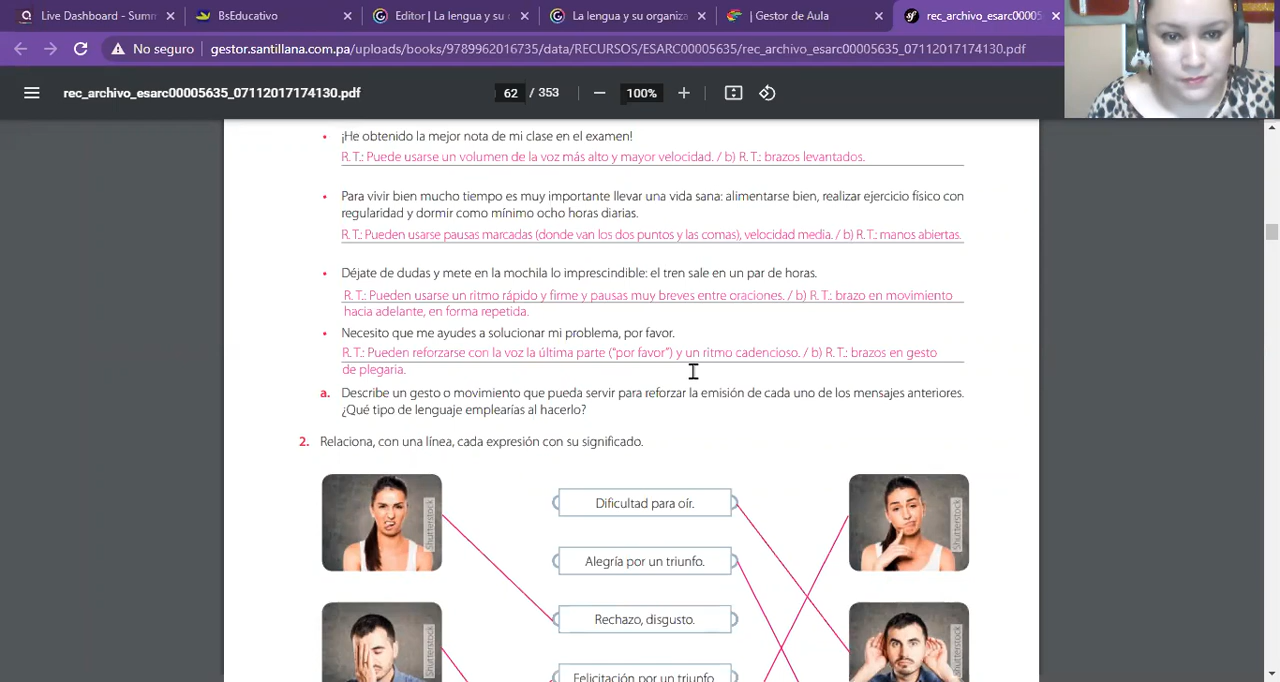 Live Dashboard - Summ
BsEducativo
Editor | La lengua y su
La lengua y su organiza
| Gestor de Aula
rec_archivo_esarc00005
No seguro
gestor.santillana.com.pa/uploads/books/9789962016735/data/RECURSOS/ESARC00005635/rec_archivo_esarc00005635_07112017174130.pdf
rec_archivo_esarc00005635_07112017174130.pdf
62 / 353
100%
• ¡He obtenido la mejor nota de mi clase en el examen!
R. T.: Puede usarse un volumen de la voz más alto y mayor velocidad. / b) R. T.: brazos levantados.
• Para vivir bien mucho tiempo es muy importante llevar una vida sana: alimentarse bien, realizar ejercicio físico con
regularidad y dormir como mínimo ocho horas diarias.
R. T.: Pueden usarse pausas marcadas (donde van los dos puntos y las comas), velocidad media. / b) R. T.: manos abiertas.
• Déjate de dudas y mete en la mochila lo imprescindible: el tren sale en un par de horas.
R. T.: Pueden usarse un ritmo rápido y firme y pausas muy breves entre oraciones. / b) R. T.: brazo en movimiento
hacia adelante, en forma repetida.
• Necesito que me ayudes a solucionar mi problema, por favor.
R. T.: Pueden reforzarse con la voz la última parte (“por favor”) y un ritmo cadencioso. / b) R. T.: brazos en gesto
de plegaria.
a. Describe un gesto o movimiento que pueda servir para reforzar la emisión de cada uno de los mensajes anteriores.
¿Qué tipo de lenguaje emplearías al hacerlo?
2. Relaciona, con una línea, cada expresión con su significado.
Shutterstock
Dificultad para oír.
Shutterstock
Alegría por un triunfo.
Rechazo, disgusto.
Shutterstock
Shutterstock
Felicitación por un triunfo